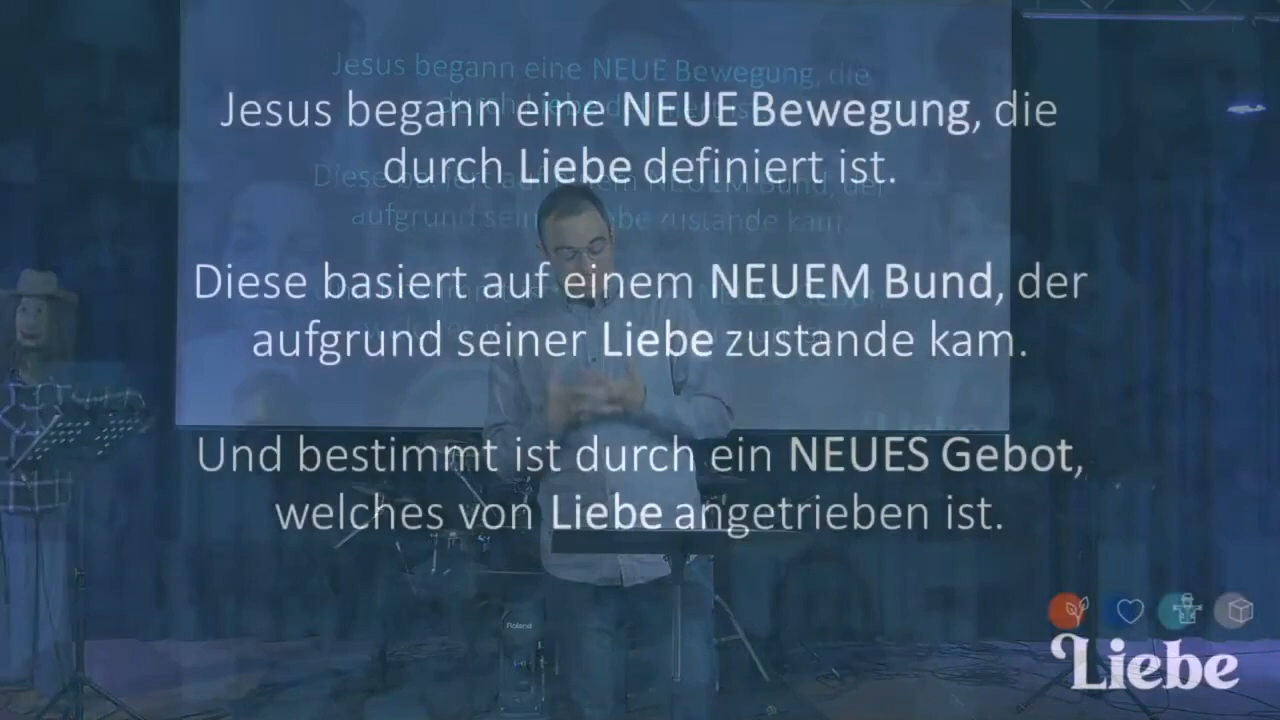 Jesus begann eine NEUE Bewegung, die
durch Liebe definiert ist.
Diese basiert auf einem NEUEM Bund, der
aufgrund seiner Liebe zustande kam.
Und bestimmt ist durch ein NEUES Gebot,
welches von Liebe angetrieben ist.
Roland
Liebe